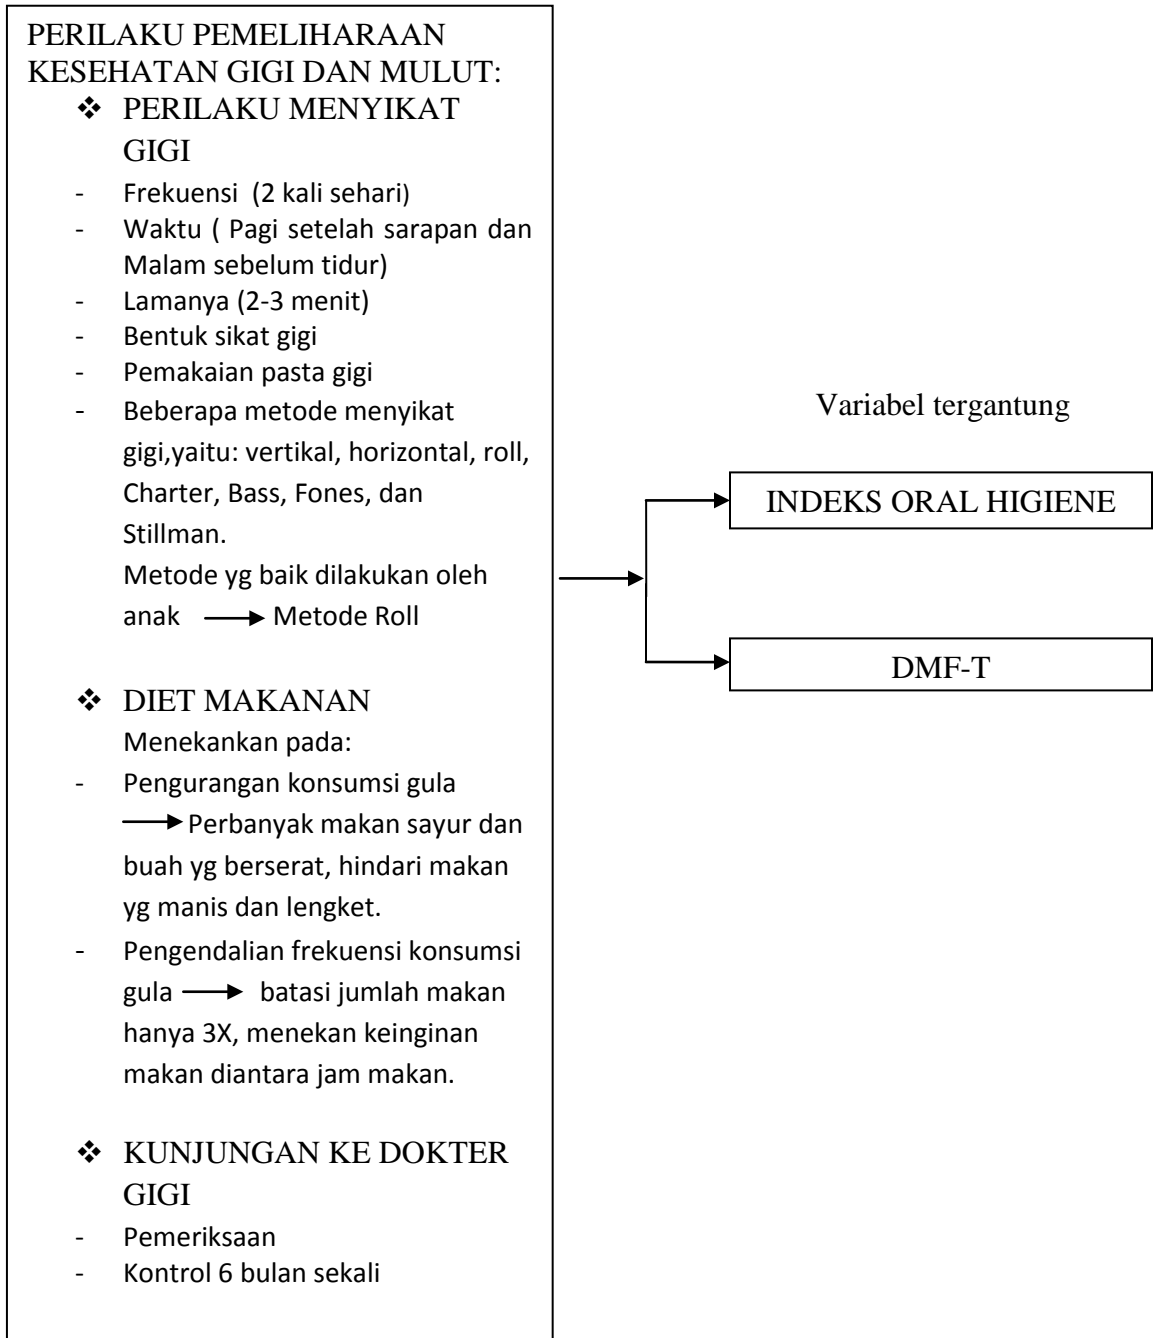 PERILAKU PEMELIHARAAN
KESEHATAN GIGI DAN MULUT:
❖ PERILAKU MENYIKAT
GIGI
- Frekuensi (2 kali sehari)
- Waktu ( Pagi setelah sarapan dan
Malam sebelum tidur)
- Lamanya (2-3 menit)
- Bentuk sikat gigi
- Pemakaian pasta gigi
- Beberapa metode menyikat
gigi,yaitu: vertikal, horizontal, roll,
Charter, Bass, Fones, dan
Stillman.
Metode yg baik dilakukan oleh
anak → Metode Roll
❖ DIET MAKANAN
Menekankan pada:
- Pengurangan konsumsi gula
→ Perbanyak makan sayur dan
buah yg berserat, hindari makan
yg manis dan lengket.
- Pengendalian frekuensi konsumsi
gula → batasi jumlah makan
hanya 3X, menekan keinginan
makan diantara jam makan.
❖ KUNJUNGAN KE DOKTER
GIGI
- Pemeriksaan
- Kontrol 6 bulan sekali
Variabel tergantung
INDEKS ORAL HIGIENE
DMF-T